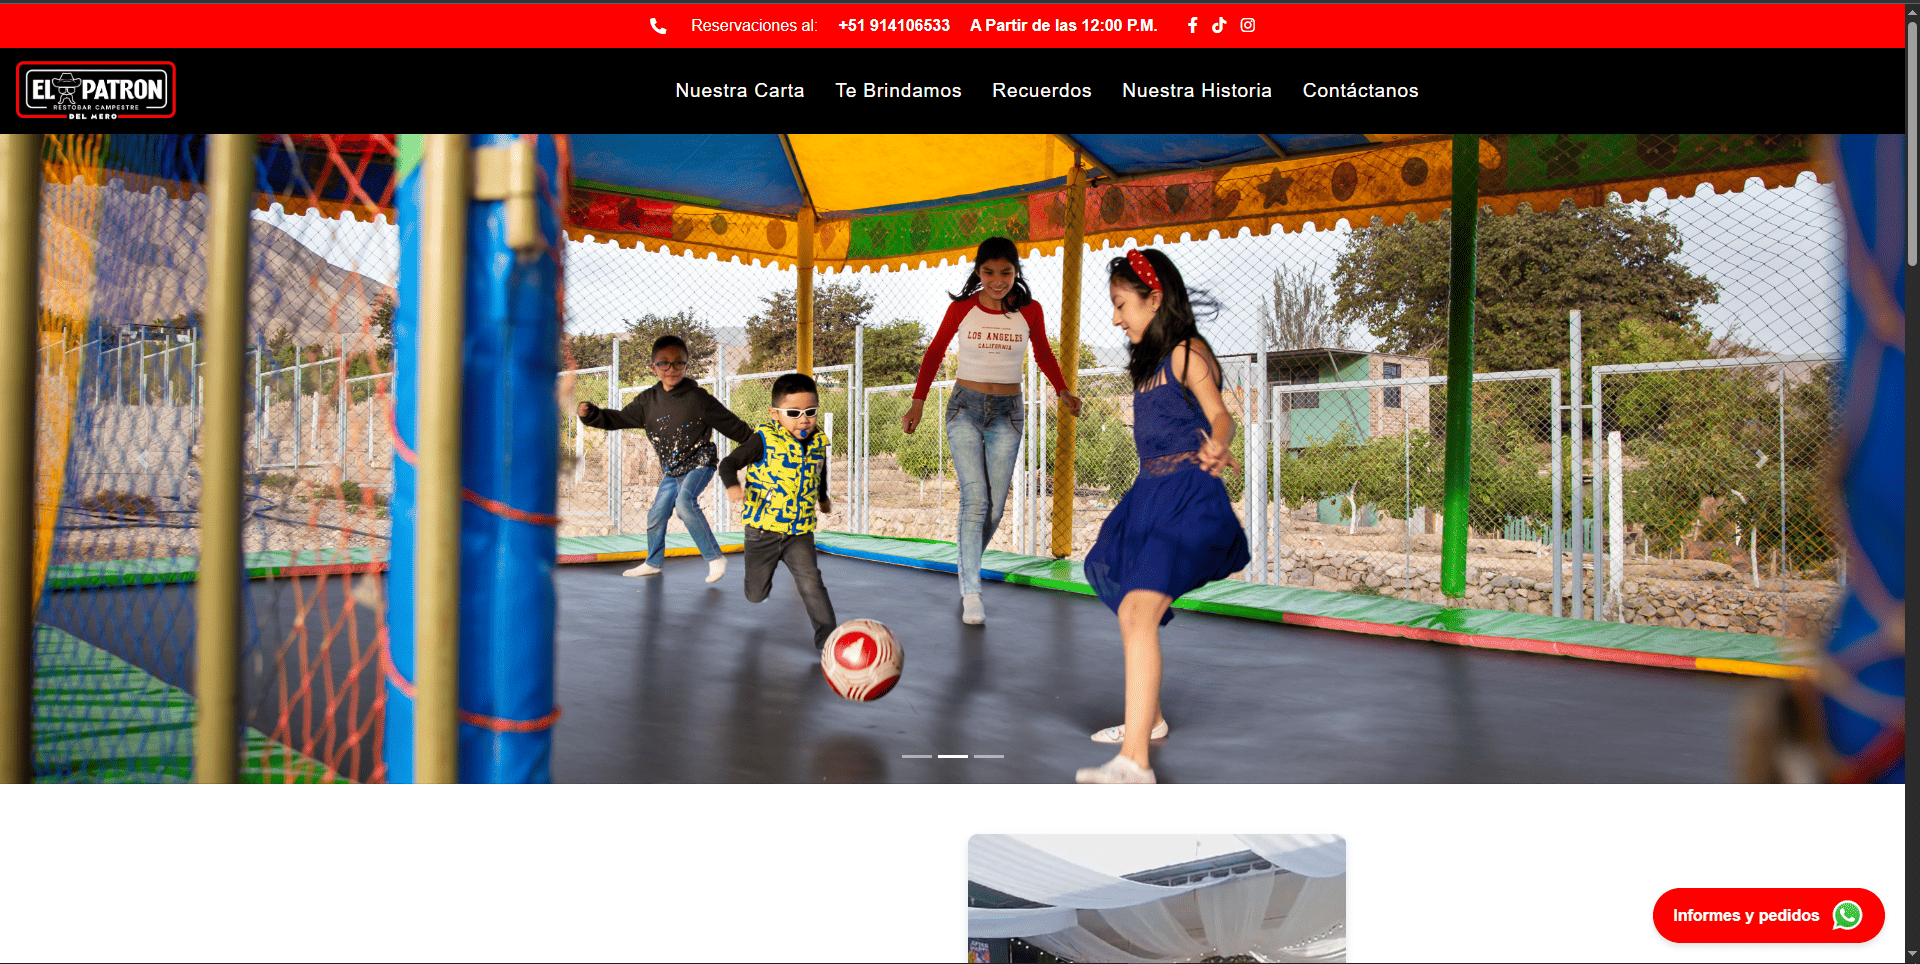 Reservaciones al: +51 914106533 A Partir de las 12:00 P.M.
EL PATRON
RESTOBAR CAMPESTRE
DEL MERO
Nuestra Carta Te Brindamos Recuerdos Nuestra Historia Contáctanos
LOS ANGELES
CALIFORNIA
Informes y pedidos